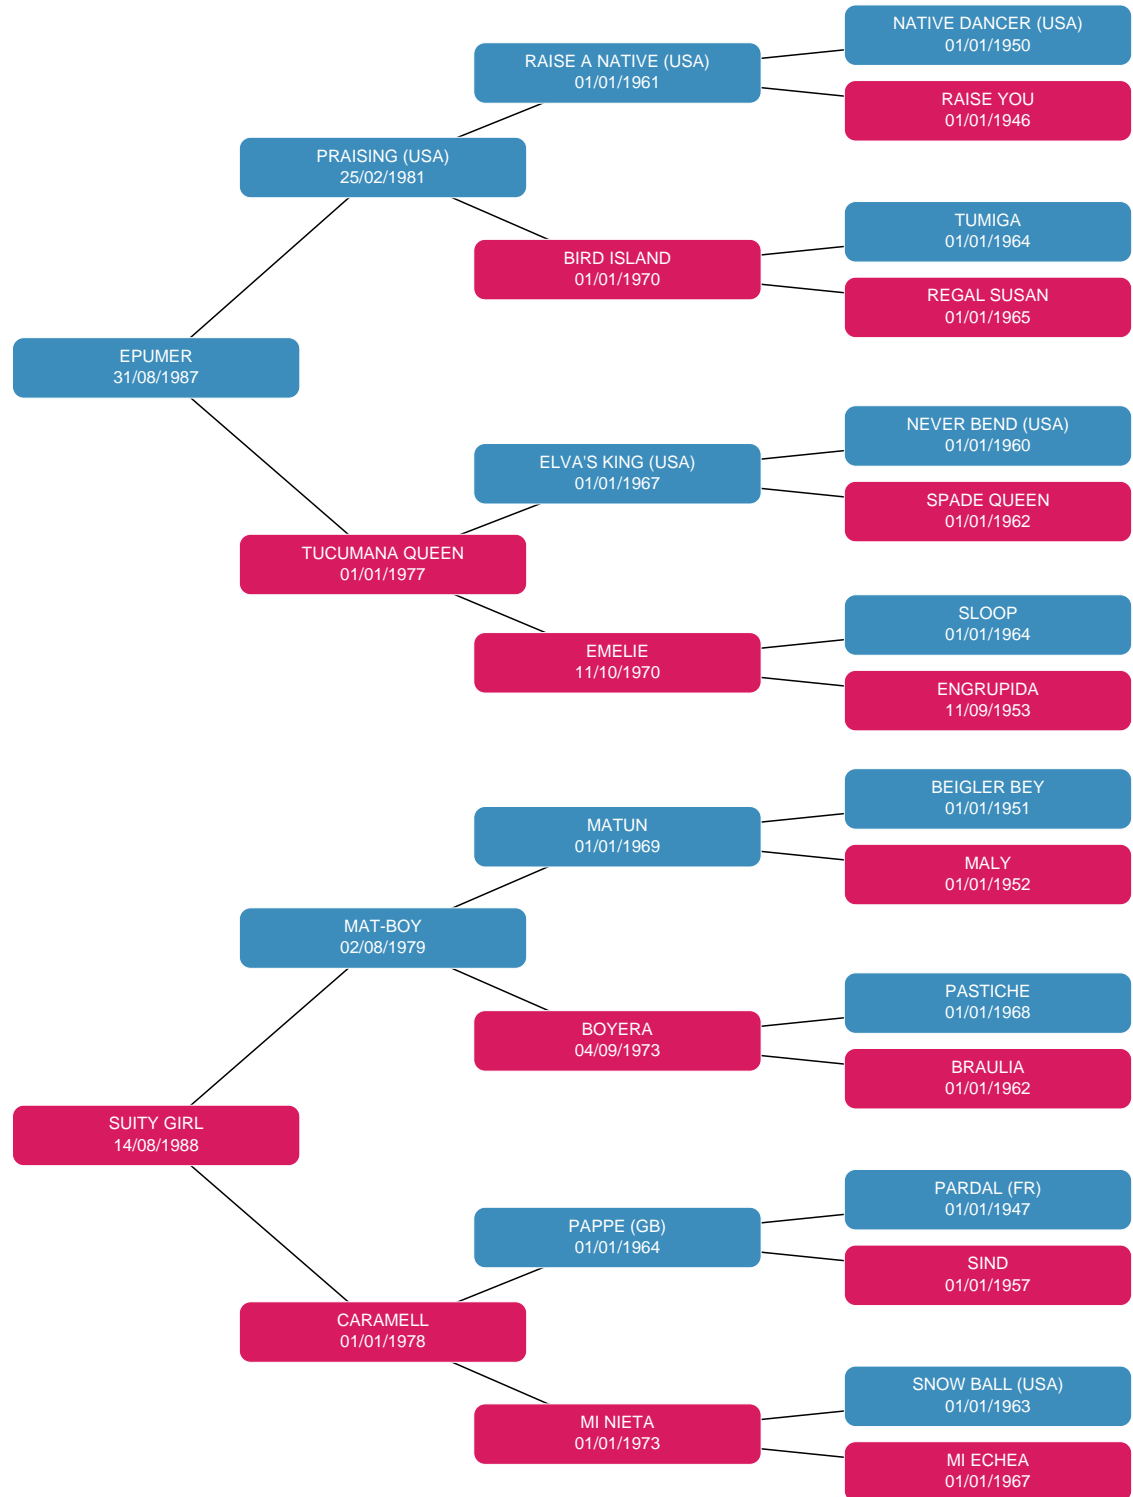 NATIVE DANCER (USA)
01/01/1950
RAISE A NATIVE (USA)
01/01/1961
RAISE YOU
01/01/1946
PRAISING (USA)
25/02/1981
TUMIGA
01/01/1964
BIRD ISLAND
01/01/1970
REGAL SUSAN
01/01/1965
EPUMER
31/08/1987
NEVER BEND (USA)
01/01/1960
ELVA'S KING (USA)
01/01/1967
SPADE QUEEN
01/01/1962
TUCUMANA QUEEN
01/01/1977
SLOOP
01/01/1964
EMELIE
11/10/1970
ENGRUPIDA
11/09/1953
BEIGLER BEY
01/01/1951
MATUN
01/01/1969
MALY
01/01/1952
MAT-BOY
02/08/1979
PASTICHE
01/01/1968
BOYERA
04/09/1973
BRAULIA
01/01/1962
SUITY GIRL
14/08/1988
PARDAL (FR)
01/01/1947
PAPPE (GB)
01/01/1964
SIND
01/01/1957
CARAMELL
01/01/1978
SNOW BALL (USA)
01/01/1963
MI NIETA
01/01/1973
MI ECHEA
01/01/1967